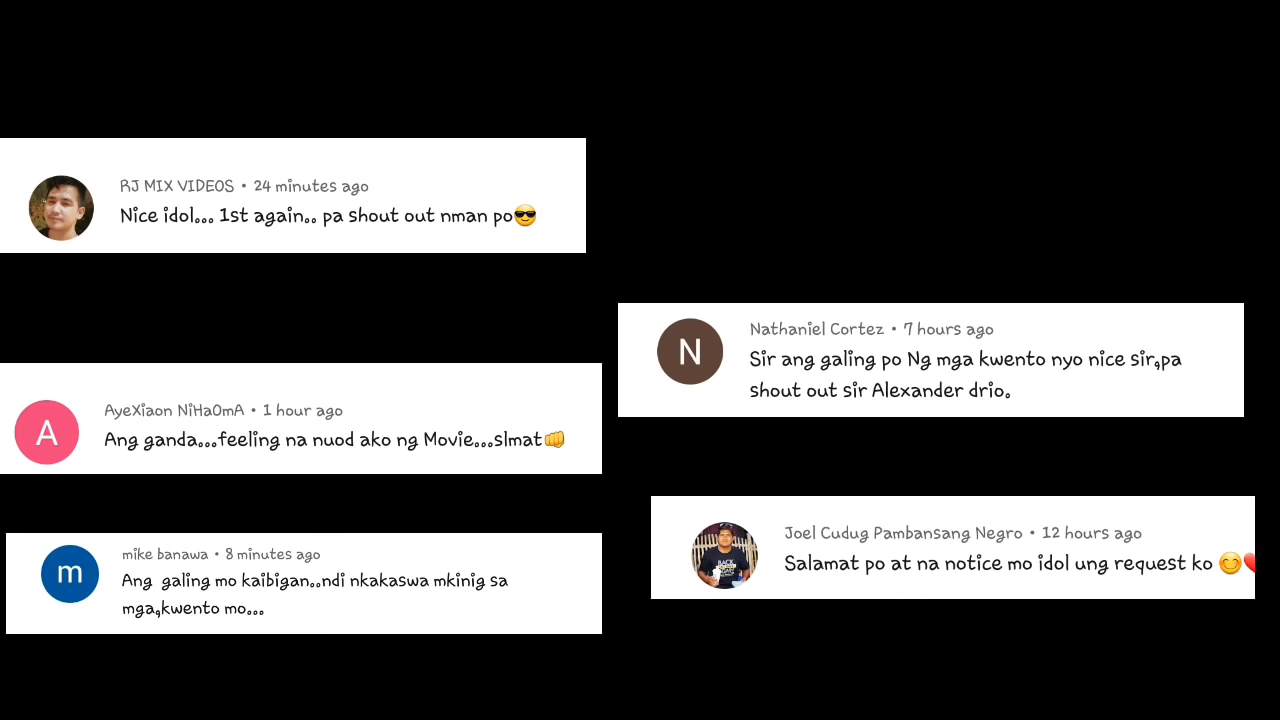 RJ MIX VIDEOS • 24 minutes ago
Nice idol... 1st again.. pa shout out nman po😎
AyeXiaon NiHaOmA • 1 hour ago
Ang ganda...feeling na nuod ako ng Movie...slmat👊
m
mike banawa • 8 minutes ago
Ang galing mo kaibigan..ndi nkakaswa mkinig sa
mga,kwento mo...
A
N
Nathaniel Cortez • 7 hours ago
Sir ang galing po Ng mga kwento nyo nice sir,pa
shout out sir Alexander drio.
Joel Cudug Pambansang Negro • 12 hours ago
Salamat po at na notice mo idol ung request ko 😊❤